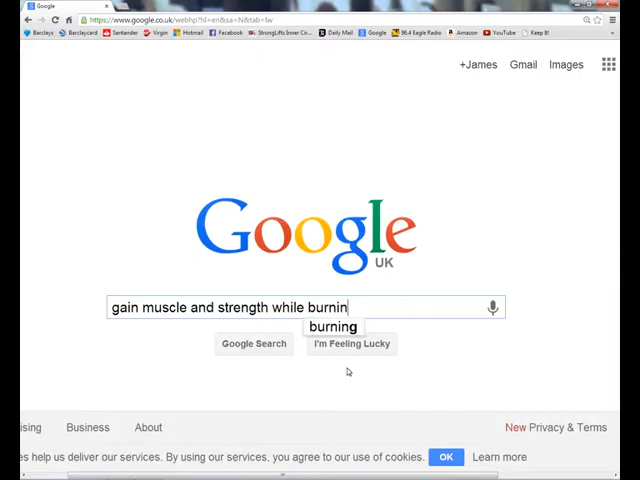 Google
https://www.google.co.uk/webhp?hl=en&sa=N&tab=lw
Barclays Barclaycard Santander Virgin Hotmail Facebook StrongLifts Inner Cir... Daily Mail Google 96.4 Eagle Radio Amazon YouTube Keep It!
+James Gmail Images
Google
UK
gain muscle and strength while burnin
burning
Google Search I'm Feeling Lucky
ising Business About New Privacy & Terms
es help us deliver our services. By using our services, you agree to our use of cookies. OK Learn more